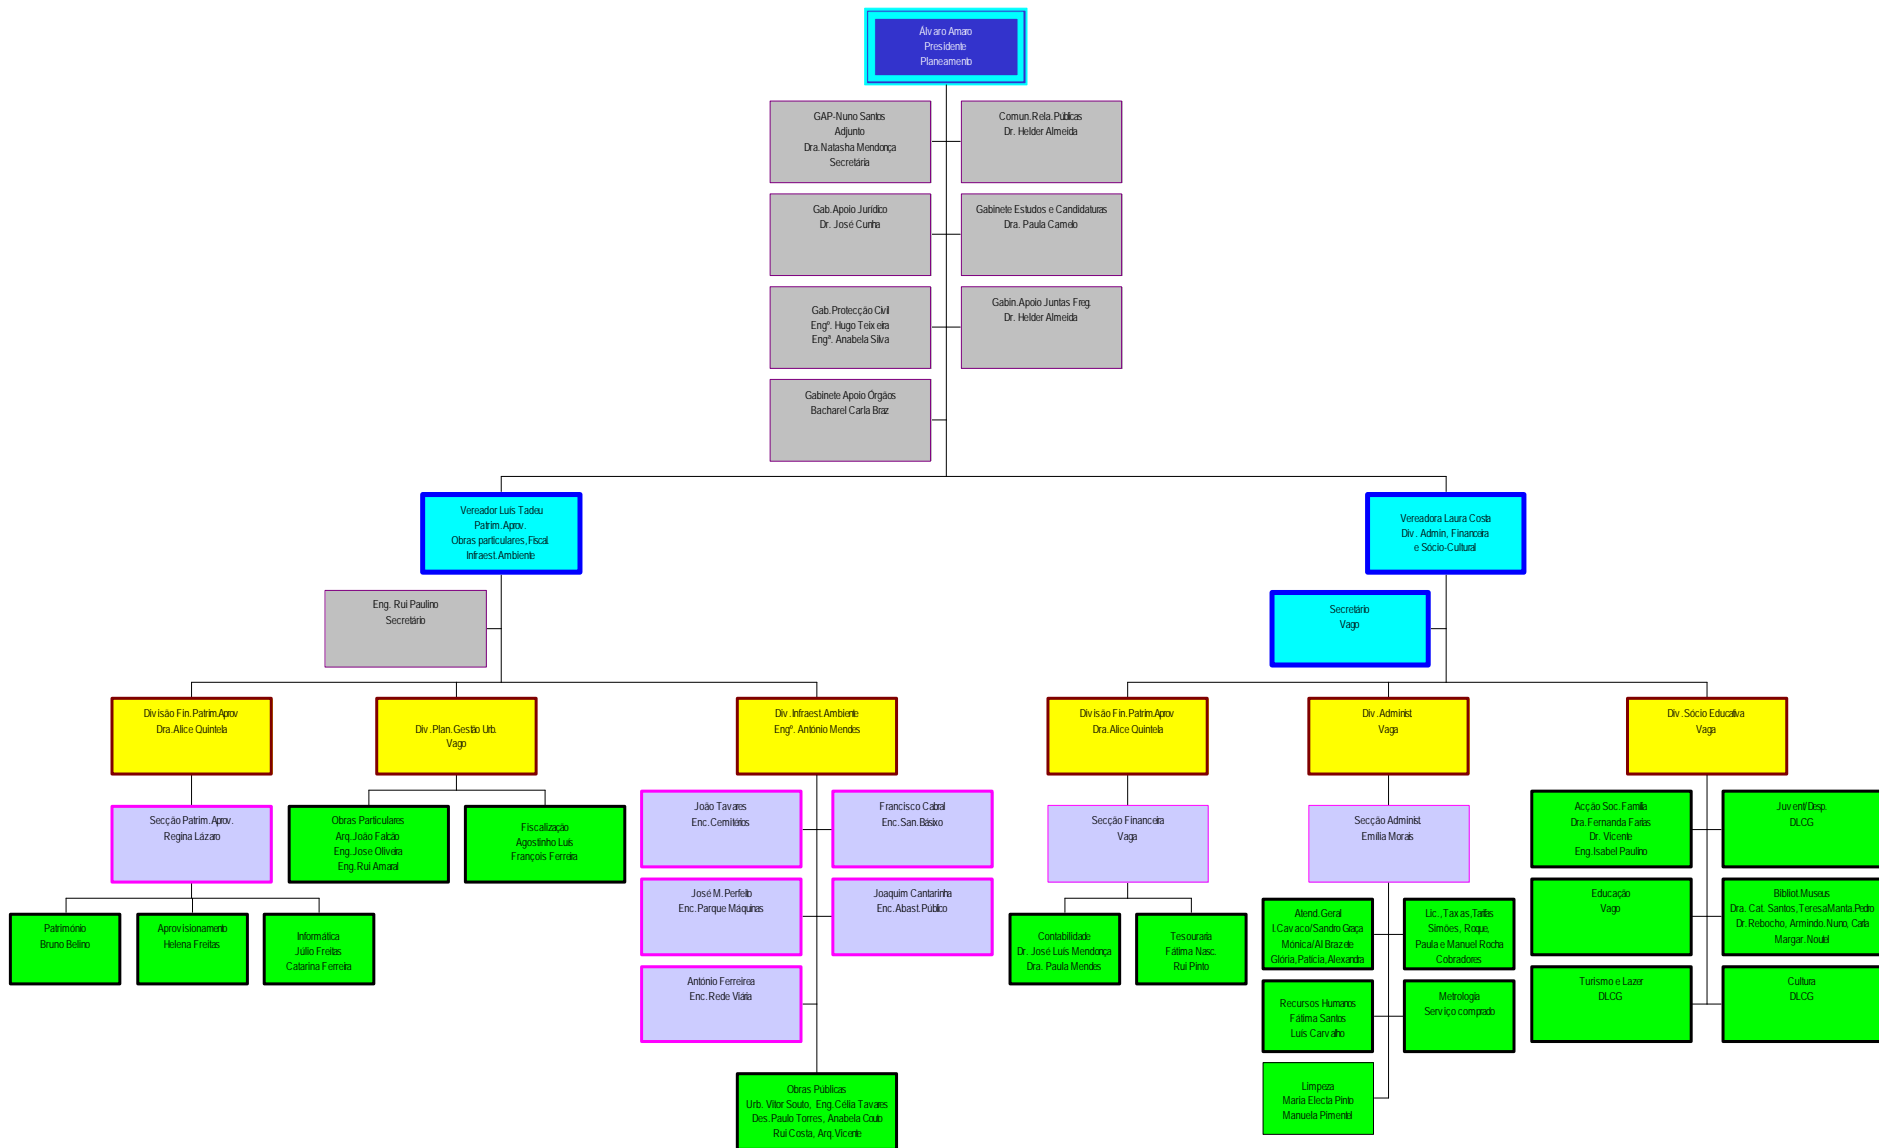 Álvaro Amaro
Presidente
Planeamento
GAP-Nuno Santos
Adjunto
Dra.Natasha Mendonça
Secretária
Comun.Rela.Públicas
Dr. Helder Almeida
Gab.Apoio Jurídico
Dr. José Cunha
Gabinete Estudos e Candidaturas
Dra. Paula Camelo
Gab.Protecção Civil
Engº. Hugo Teixeira
Engª. Anabela Silva
Gabin.Apoio Juntas Freg.
Dr. Helder Almeida
Gabinete Apoio Órgãos
Bacharel Carla Braz
Vereador Luís Tadeu
Patrim.Aprov.
Obras particulares,Fiscal.
Infraest.Ambiente
Vereadora Laura Costa
Div. Admin, Financeira
e Sócio-Cultural
Eng. Rui Paulino
Secretário
Secretário
Vago
Divisão Fin.Patrim.Aprov
Dra.Alice Quintela
Div.Plan.Gestão Urb.
Vago
Div.Infraest.Ambiente
Engº. António Mendes
Divisão Fin.Patrim.Aprov
Dra.Alice Quintela
Div.Administ
Vaga
Div.Sócio Educativa
Vaga
Secção Patrim.Aprov.
Regina Lázaro
Obras Particulares
Arq.João Falcão
Eng.Jose Oliveira
Eng.Rui Amaral
Fiscalização
Agostinho Luís
François Ferreira
João Tavares
Enc.Cemitérios
Francisco Cabral
Enc.San.Básixo
Secção Financeira
Vaga
Secção Administ.
Emília Morais
Acção Soc. Família
Dra.Fernanda Farias
Dr. Vicente
Eng.Isabel Paulino
Juvent/Desp.
DLCG
José M.Perfeito
Enc.Parque Máquinas
Joaquim Cantarinha
Enc.Abast.Público
Educação
Vago
Bibliot.Museus.
Dra. Cat. Santos,TeresaManta.Pedro
Dr.Rebocho, Armindo.Nuno, Carla
Margar.Noutel
Património
Bruno Belino
Aprovisionamento
Helena Freitas
Informática
Júlio Freitas
Catarina Ferreira
Contabilidade
Dr. José Luís Mendonça
Dra. Paula Mendes
Tesouraria
Fátima Nasc.
Rui Pinto
Atend.Geral
I.Cavaco/Sandro Graça
Mónica/Al Brazete
Glória,Patícia,Alexandra
Lic., Taxas,Tarifas
Simões, Roque,
Paula e Manuel Rocha
Cobradores
António Ferreirea
Enc.Rede Viária
Turismo e Lazer
DLCG
Cultura
DLCG
Recursos Humanos
Fátima Santos
Luís Carvalho
Metrologia
Serviço comprado
Limpeza
Maria Electa Pinto
Manuela Pimentel
Obras Públicas
Urb. Vítor Souto, Eng.Célia Tavares
Des.Paulo Torres, Anabela Couto
Rui Costa, Arq.Vicente